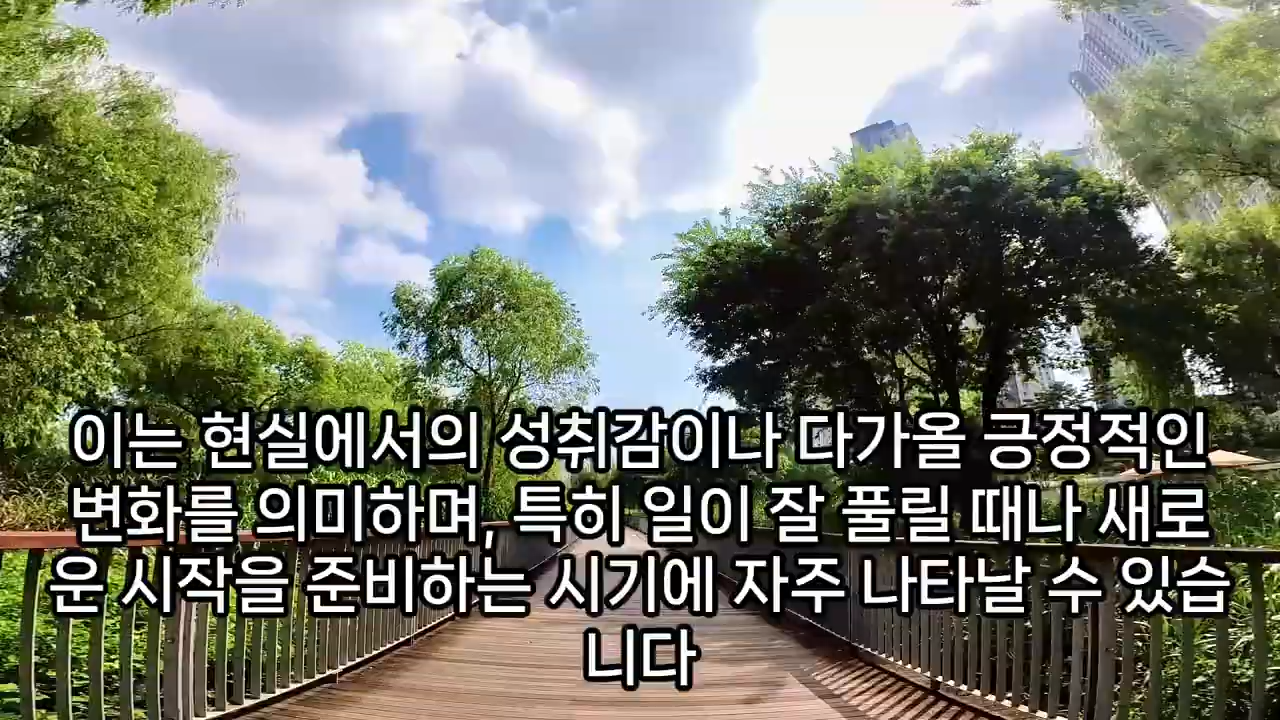 이는 현실에서의 성취감이나 다가올 긍정적인
변화를 의미하며, 특히 일이 잘 풀릴 때나 새로
운 시작을 준비하는 시기에 자주 나타날 수 있습
니다